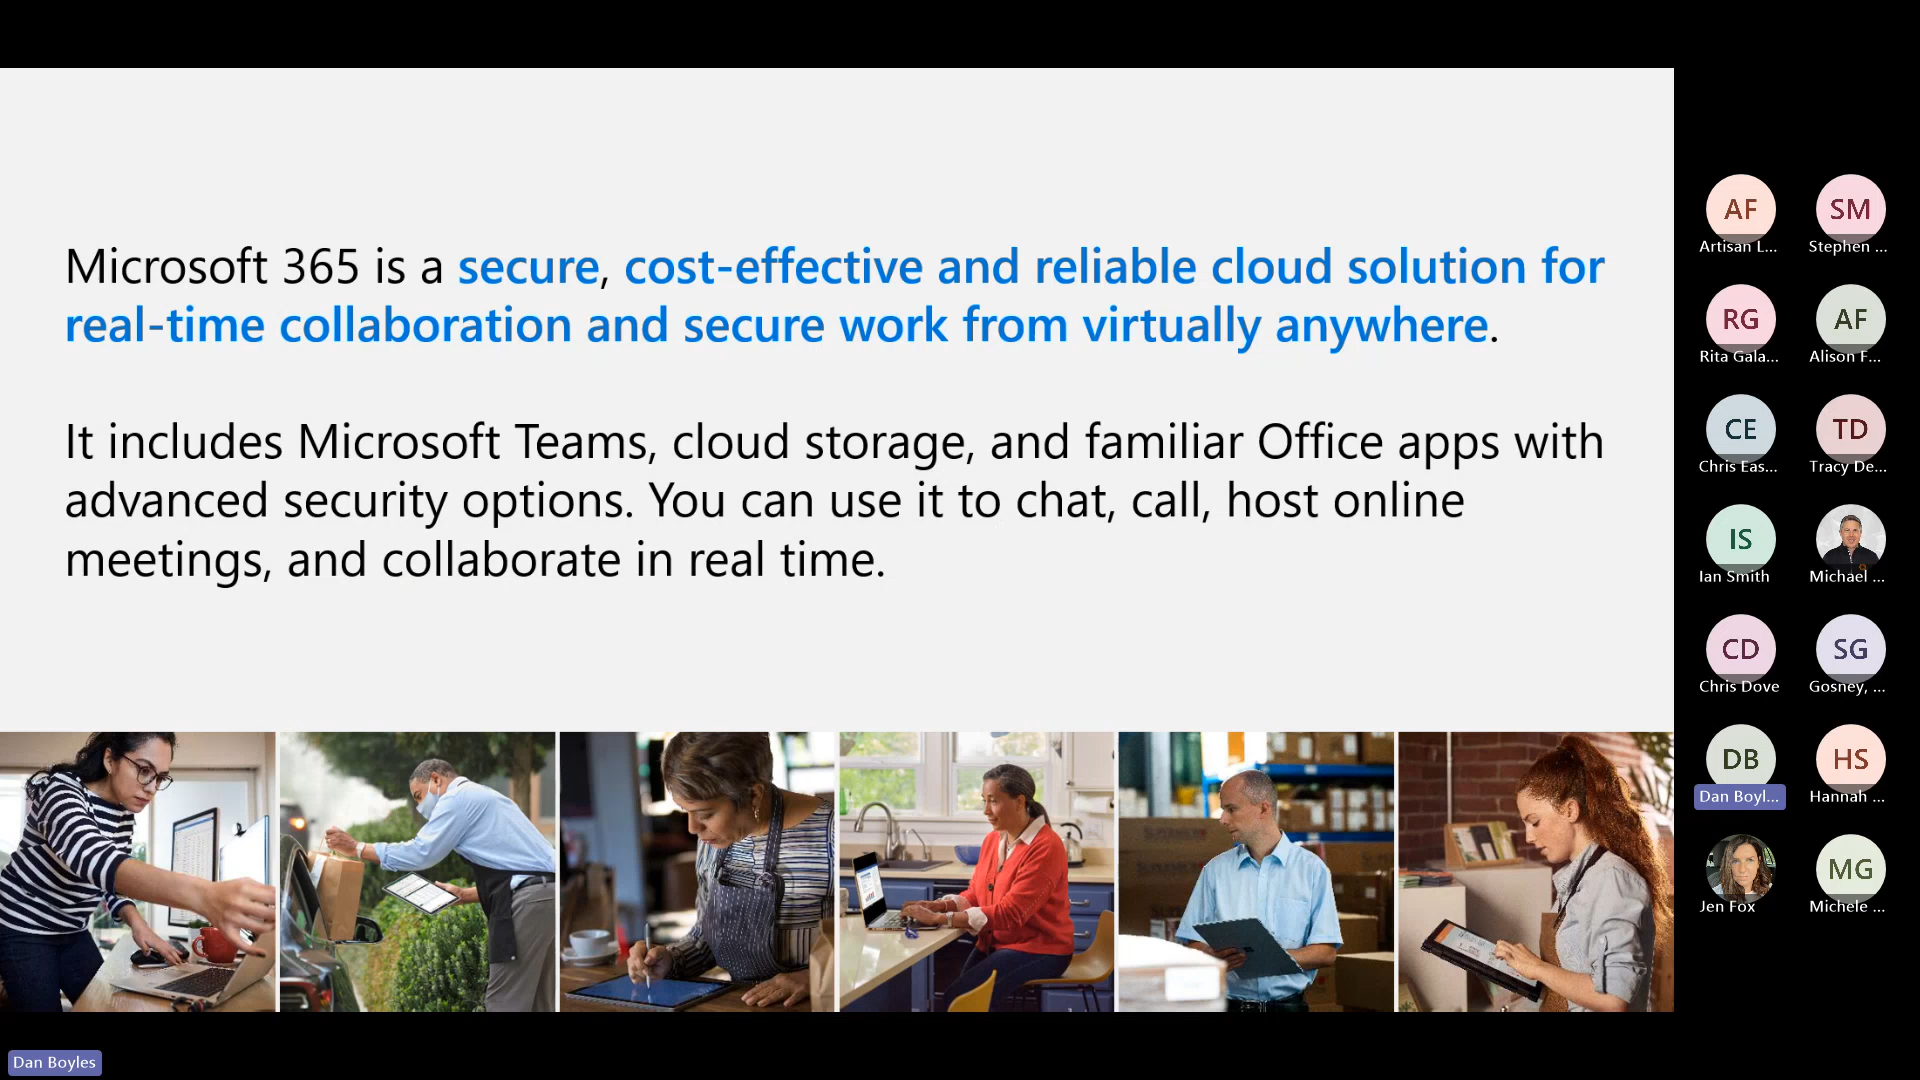 Microsoft 365 is a secure, cost-effective and reliable cloud solution for
real-time collaboration and secure work from virtually anywhere.
It includes Microsoft Teams, cloud storage, and familiar Office apps with
advanced security options. You can use it to chat, call, host online
meetings, and collaborate in real time.
AF SM
Artisan L... Stephen ...
RG AF
Rita Gala... Alison F...
CE TD
Chris Eas... Tracy De...
IS
Ian Smith Michael ...
CD SG
Chris Dove Gosney, ...
DB HS
Dan Boyl... Hannah ...
MG
Jen Fox Michele ...
Dan Boyles